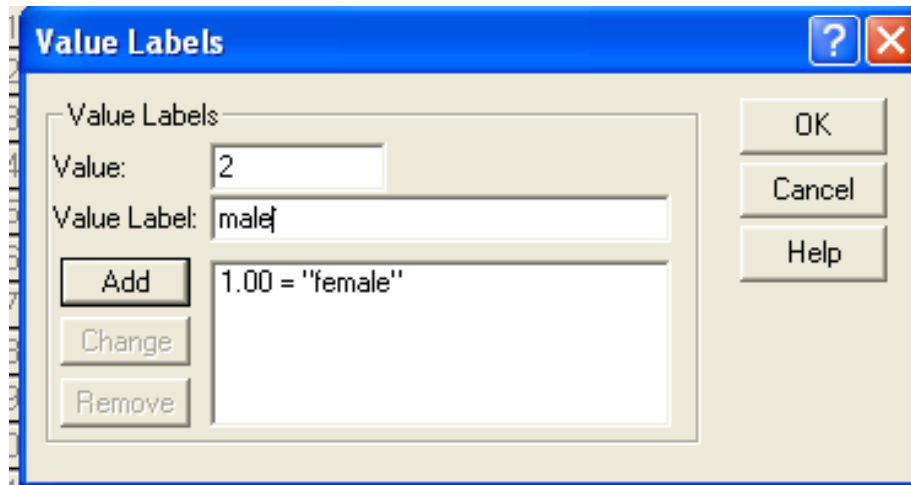 Value Labels
Value Labels
Value: 2
Value Label: male
Add
Change
Remove
1.00 = "female"
OK
Cancel
Help